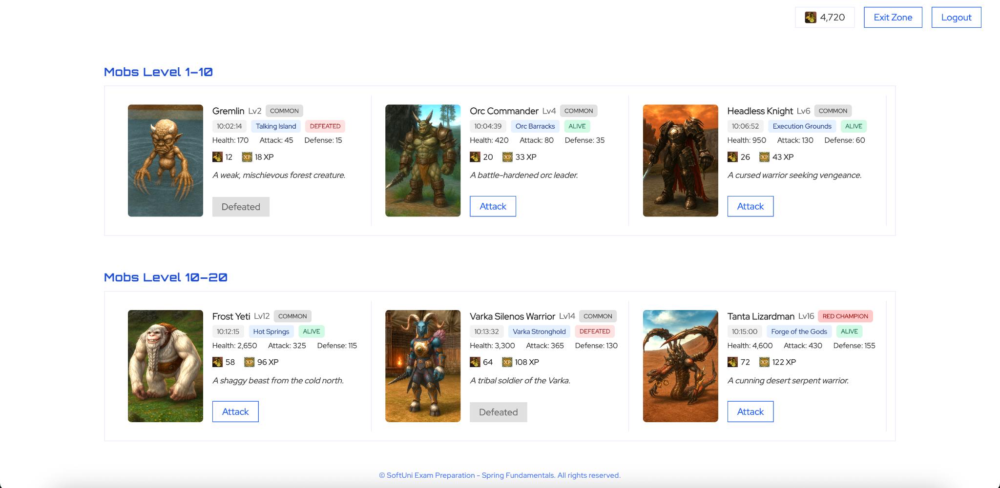 4,720 Exit Zone Logout
Mobs Level 1–10
Gremlin Lv2 COMMON
10:02:14 Talking Island DEFEATED
Health: 170 Attack: 45 Defense: 15
12 XP 18 XP
A weak, mischievous forest creature.
Defeated
Orc Commander Lv4 COMMON
10:04:39 Orc Barracks ALIVE
Health: 420 Attack: 80 Defense: 35
20 XP 33 XP
A battle-hardened orc leader.
Attack
Headless Knight Lv6 COMMON
10:06:52 Execution Grounds ALIVE
Health: 950 Attack: 130 Defense: 60
26 XP 43 XP
A cursed warrior seeking vengeance.
Attack
Mobs Level 10–20
Frost Yeti Lv12 COMMON
10:12:15 Hot Springs ALIVE
Health: 2,650 Attack: 325 Defense: 115
58 XP 96 XP
A shaggy beast from the cold north.
Attack
Varka Silenos Warrior Lv14 COMMON
10:13:32 Varka Stronghold DEFEATED
Health: 3,300 Attack: 365 Defense: 130
64 XP 108 XP
A tribal soldier of the Varka.
Defeated
Tanta Lizardman Lv16 RED CHAMPION
10:15:00 Forge of the Gods ALIVE
Health: 4,600 Attack: 430 Defense: 155
72 XP 122 XP
A cunning desert serpent warrior.
Attack
© SoftUni Exam Preparation - Spring Fundamentals. All rights reserved.